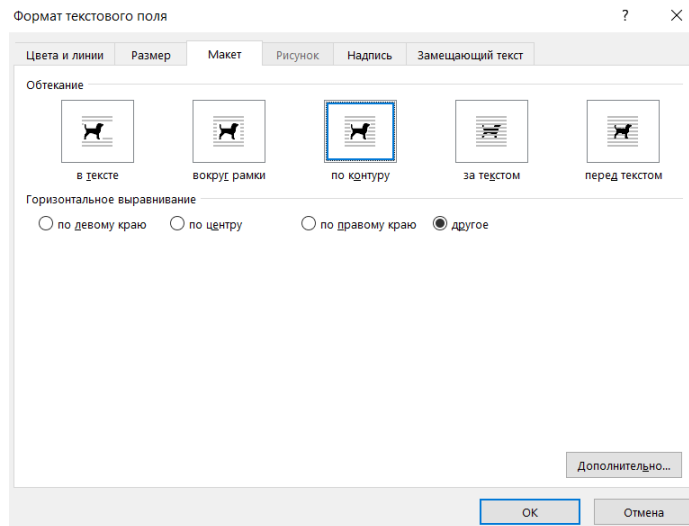 Формат текстового поля ?
Цвета и линии Размер Макет Рисунок Надпись Замещающий текст
Обтекание
в тексте вокруг рамки по контуру за текстом перед текстом
Горизонтальное выравнивание
по левому краю по центру по правому краю другое
Дополнительно...
ОК Отмена